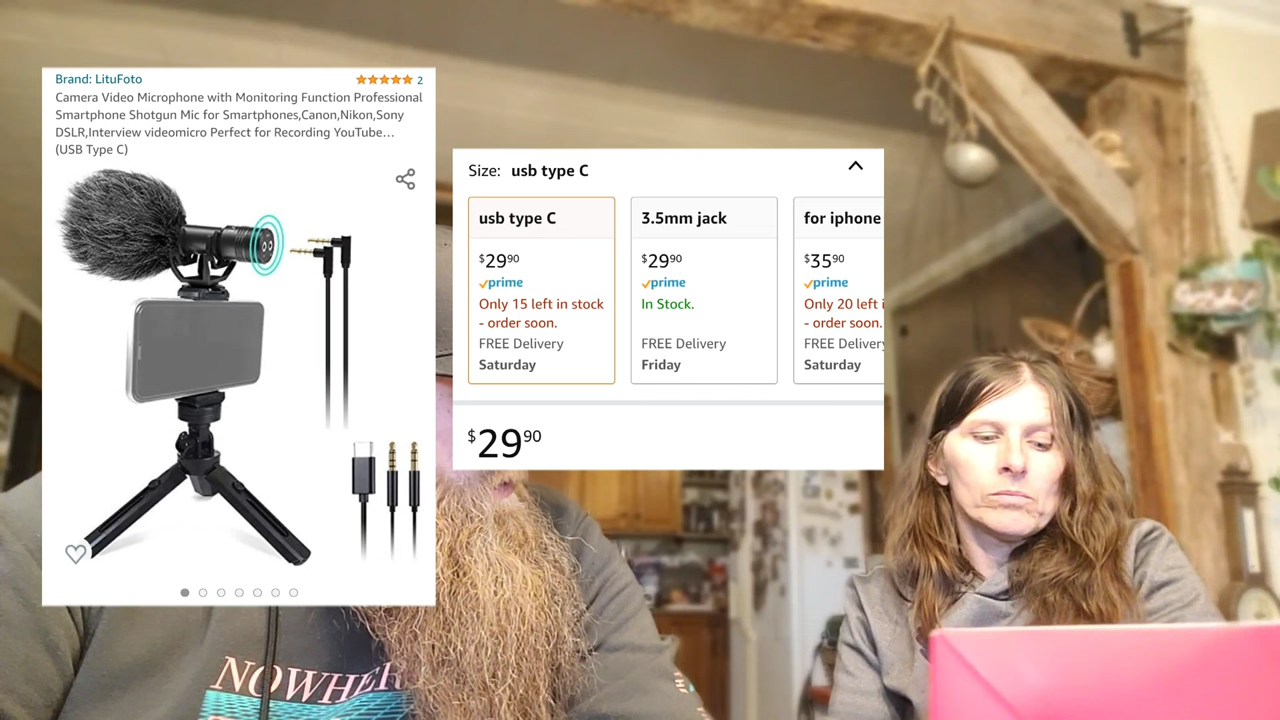 Brand: LituFoto
2
Camera Video Microphone with Monitoring Function Professional
Smartphone Shotgun Mic for Smartphones,Canon,Nikon,Sony
DSLR,Interview videomicro Perfect for Recording YouTube...
(USB Type C)
Size: usb type C
usb type C
$29.90
prime
Only 15 left in stock
- order soon.
FREE Delivery
Saturday
3.5mm jack
$29.90
prime
In Stock.
FREE Delivery
Friday
for iphone
$35.90
prime
Only 20 left i
- order soon.
FREE Delivery
Saturday
$29.90
NOWHER